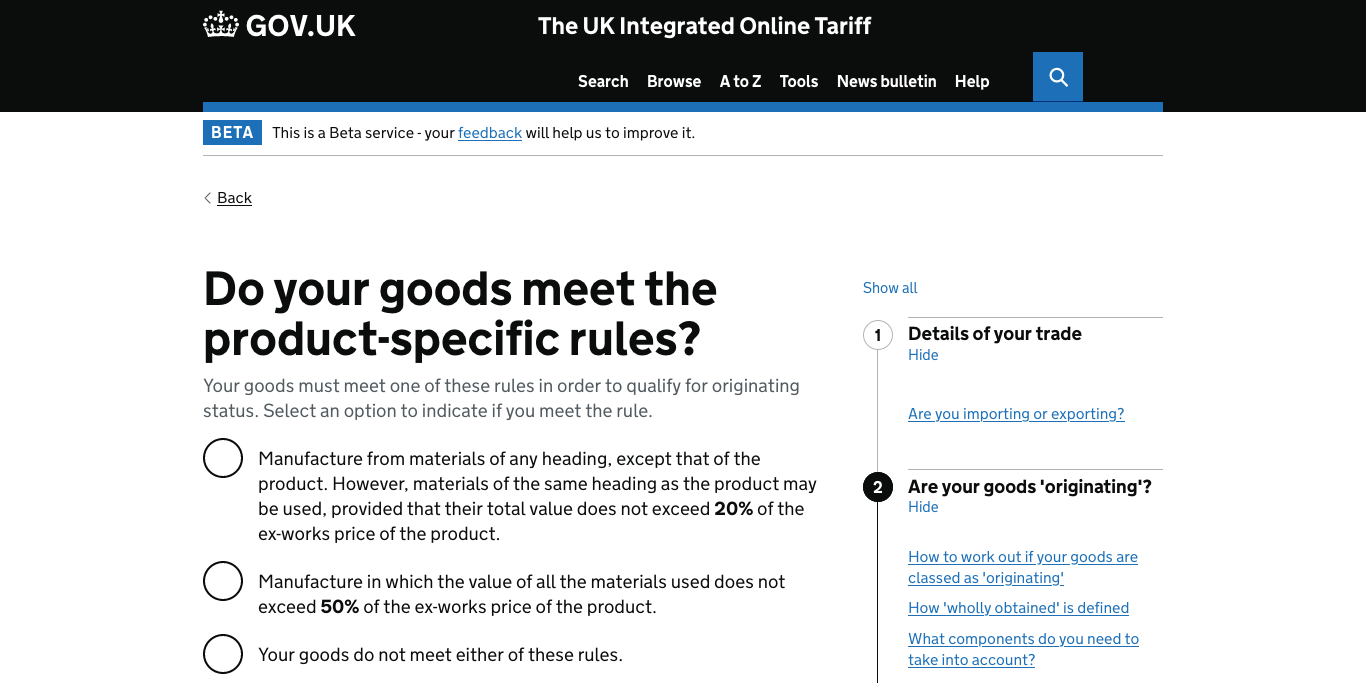 GOV.UK
The UK Integrated Online Tariff
Search Browse A to Z Tools News bulletin Help
BETA This is a Beta service - your feedback will help us to improve it.
Back
Do your goods meet the
product-specific rules?
Your goods must meet one of these rules in order to qualify for originating
status. Select an option to indicate if you meet the rule.
Manufacture from materials of any heading, except that of the
product. However, materials of the same heading as the product may
be used, provided that their total value does not exceed 20% of the
ex-works price of the product.
Manufacture in which the value of all the materials used does not
exceed 50% of the ex-works price of the product.
Your goods do not meet either of these rules.
Show all
1 Details of your trade
Hide
Are you importing or exporting?
2 Are your goods 'originating'?
Hide
How to work out if your goods are
classed as 'originating'
How 'wholly obtained' is defined
What components do you need to
take into account?